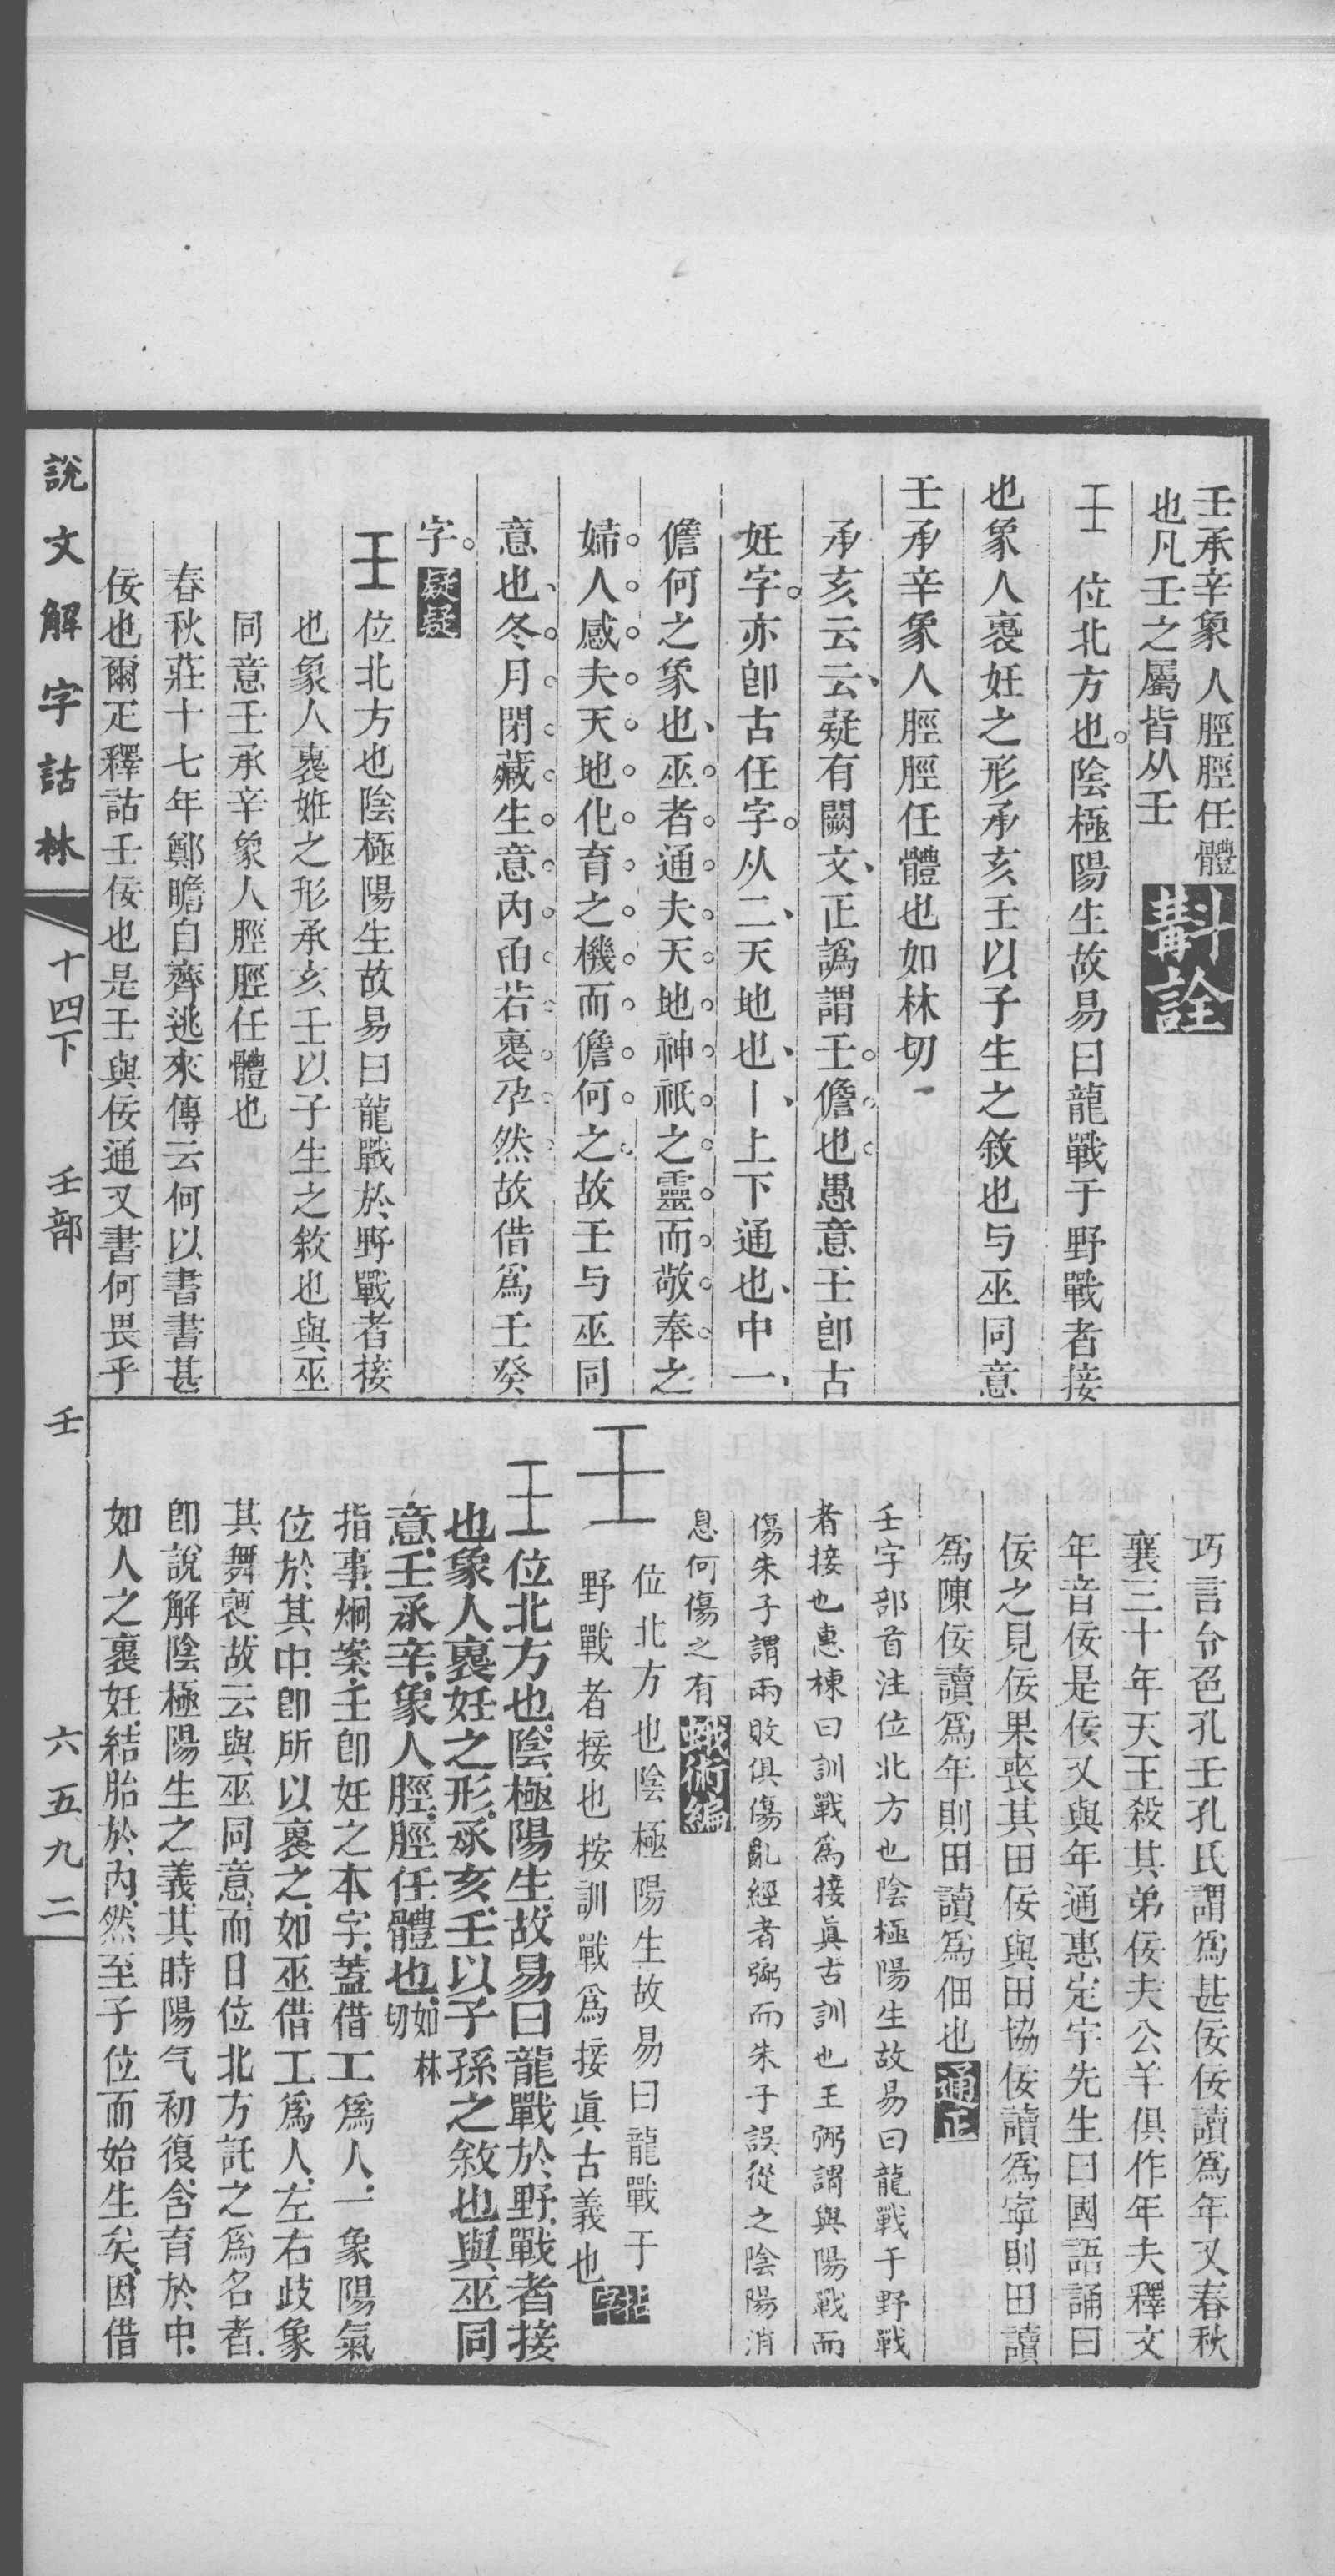 壬承辛象人脛脛任體
也凡壬之屬皆从壬
斠詮
壬 位北方也陰極陽生故易曰龍戰于野戰者接
也象人褢妊之形承亥壬以子生之敘也与巫同意
壬承辛象人脛脛任體也如林切
承亥云云疑有闕文正譌謂壬儋也愚意壬卽古
妊字亦卽古任字从二天地也丨上下通也中一
儋何之象也巫者通夫天地神祇之靈而敬奉之
婦人感夫天地化育之機而儋何之故壬与巫同
意也冬月閉藏生意內函若褢孕然故借爲壬癸
字疑疑
壬 位北方也陰極陽生故易曰龍戰於野戰者接
也象人褢妊之形承亥壬以子生之敘也與巫
同意壬承辛象人脛脛任體也
春秋莊十七年鄭瞻自齊逃來傳云何以書書甚
佞也爾疋釋詁壬佞也是壬與佞通又書何畏乎
巧言令色孔壬孔氏謂爲甚佞佞讀爲年又春秋
襄三十年天王殺其弟佞夫公羊俱作年夫釋文
年音佞是佞又與年通惠定宇先生曰國語誦曰
佞之見佞果喪其田佞與田協佞讀爲寧則田讀
爲陳佞讀爲年則田讀爲佃也通正
壬字部首注位北方也陰極陽生故易曰龍戰于野戰
者接也惠棟曰訓戰爲接眞古訓也王弼謂與陽戰而
傷朱子謂兩敗俱傷亂經者弼而朱子誤從之陰陽消
息何傷之有蛾術編
壬 位北方也陰極陽生故易曰龍戰于
野戰者接也按訓戰爲接眞古義也
壬 位北方也陰極陽生故易曰龍戰於野戰者接
也象人褢妊之形承亥壬以子孫之敘也與巫同
意壬承辛象人脛脛任體也如林切
指事炯案壬卽妊之本字蓋借工爲人一象陽氣
位於其中卽所以褢之如巫借工爲人左右歧象
其舞褎故云與巫同意而曰位北方託之爲名者
卽說解陰極陽生之義其時陽气初復含育於中
如人之褢妊結胎於內然至子位而始生矣因借
說文解字詁林 十四下 壬部 壬 六五九二